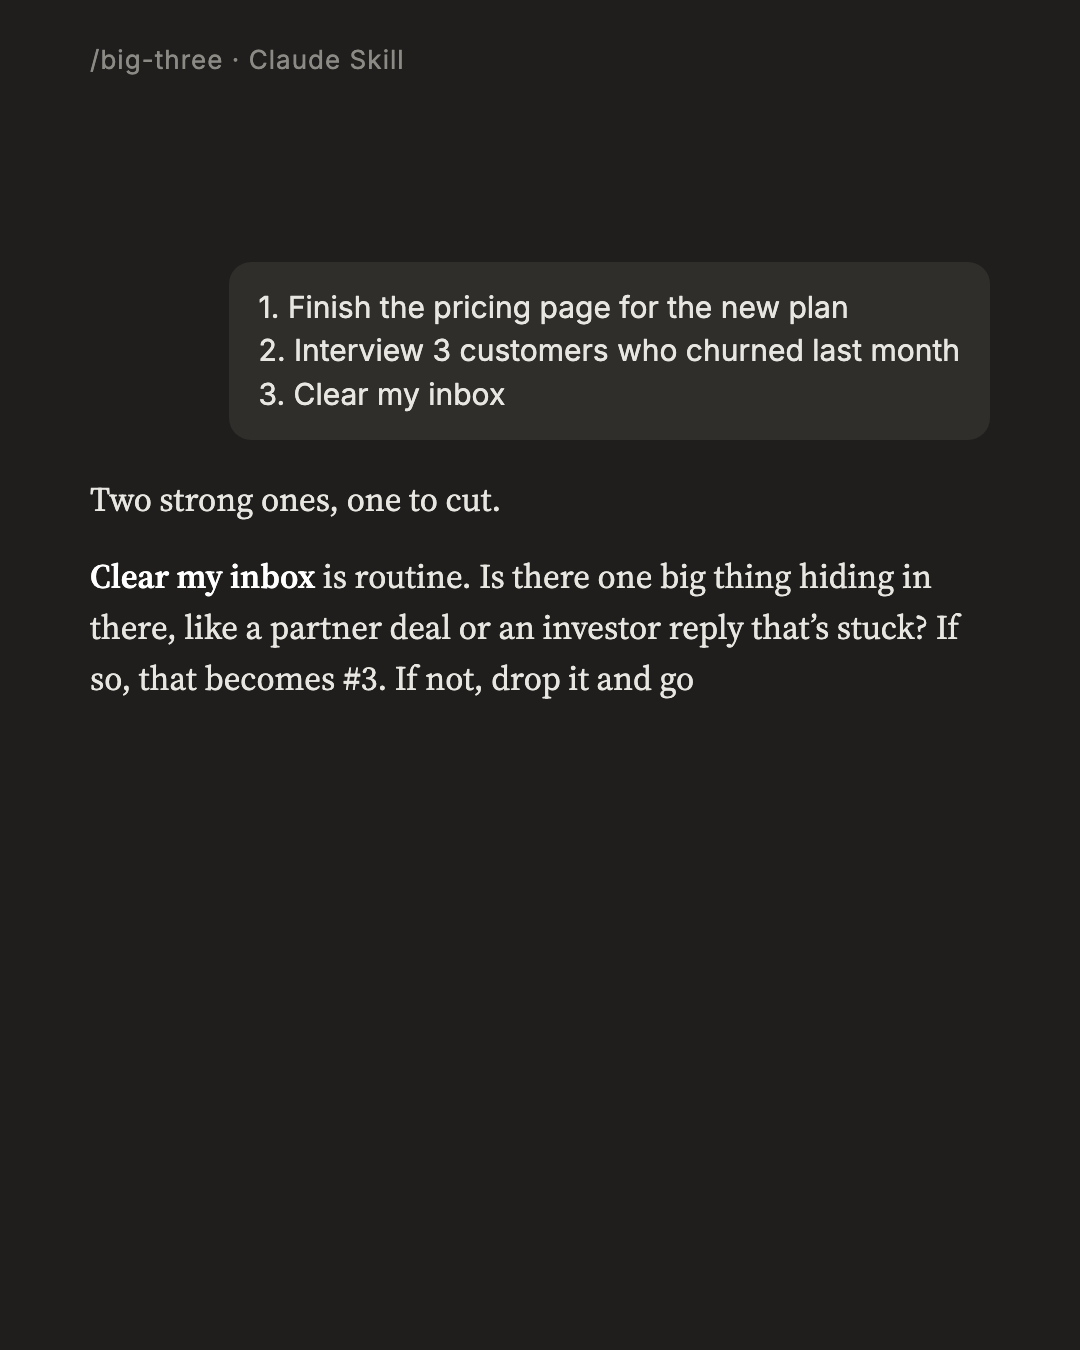 /big-three · Claude Skill
1. Finish the pricing page for the new plan
2. Interview 3 customers who churned last month
3. Clear my inbox
Two strong ones, one to cut.
Clear my inbox is routine. Is there one big thing hiding in
there, like a partner deal or an investor reply that’s stuck? If
so, that becomes #3. If not, drop it and go